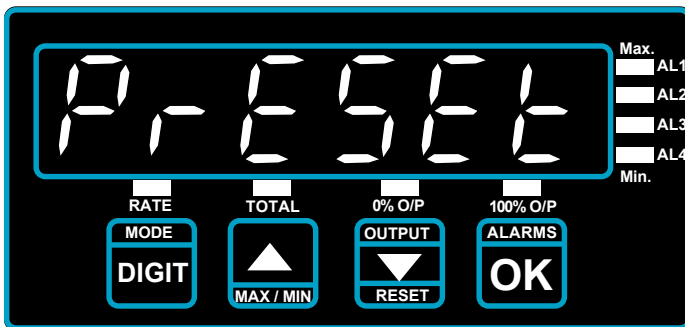 Max.
PrESEt
AL1
AL2
AL3
AL4
Min.
RATE TOTAL 0% O/P 100% O/P
MODE OUTPUT ALARMS
DIGIT OK
MAX / MIN RESET